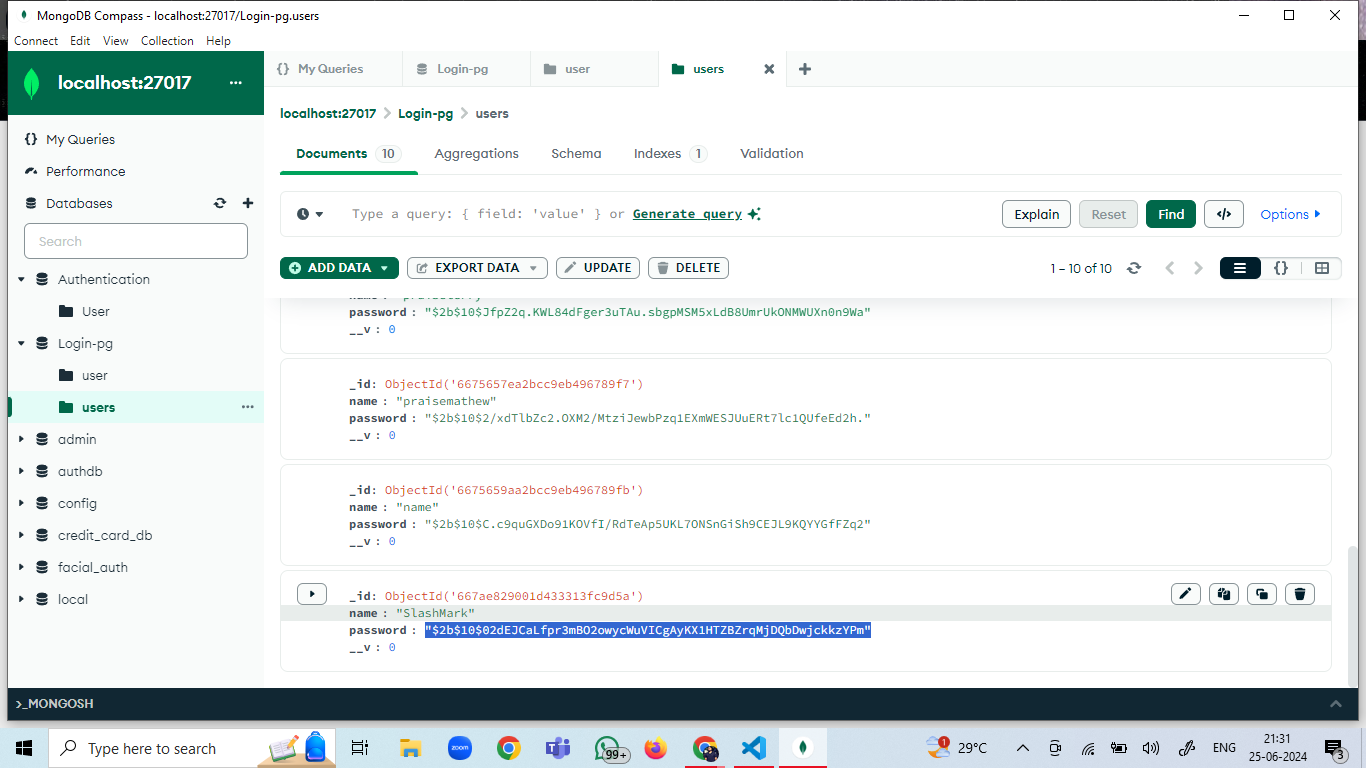 MongoDB Compass - localhost:27017/Login-pg.users
Connect Edit View Collection Help
localhost:27017 ...
My Queries
Performance
Databases
Search
Authentication
User
Login-pg
user
users ...
admin
authdb
config
credit_card_db
facial_auth
local
{} My Queries Login-pg user users
localhost:27017 > Login-pg > users
Documents 10 Aggregations Schema Indexes 1 Validation
Type a query: { field: 'value' } or Generate query Explain Reset Find </> Options
ADD DATA EXPORT DATA UPDATE DELETE 1 – 10 of 10 {}
password : "$2b$10$JfpZ2q.KWL84dFger3uTAu.sbgpMSM5xLdB8UmrUkONMWUXn0n9Wa"
__v : 0
_id: ObjectId('6675657ea2bcc9eb496789f7')
name : "praisemathew"
password : "$2b$10$2/xdTlbZc2.OXM2/MtziJewbPzq1EXmWESJUuERt7lc1QUfeEd2h."
__v : 0
_id: ObjectId('6675659aa2bcc9eb496789fb')
name : "name"
password : "$2b$10$C.c9quGXDo91KOVfI/RdTeAp5UKL7ONSnGiSh9CEJL9KQYYGfFZq2"
__v : 0
_id: ObjectId('667ae829001d433313fc9d5a')
name : "SlashMark"
password : "$2b$10$02dEJCaLfpr3mBO2owycWuVICgAyKX1HTZBZrqMjDQbDwjckkzYPm"
__v : 0
>_MONGOSH
Type here to search zoom 99+ 1 29°C ENG 21:31
25-06-2024 3